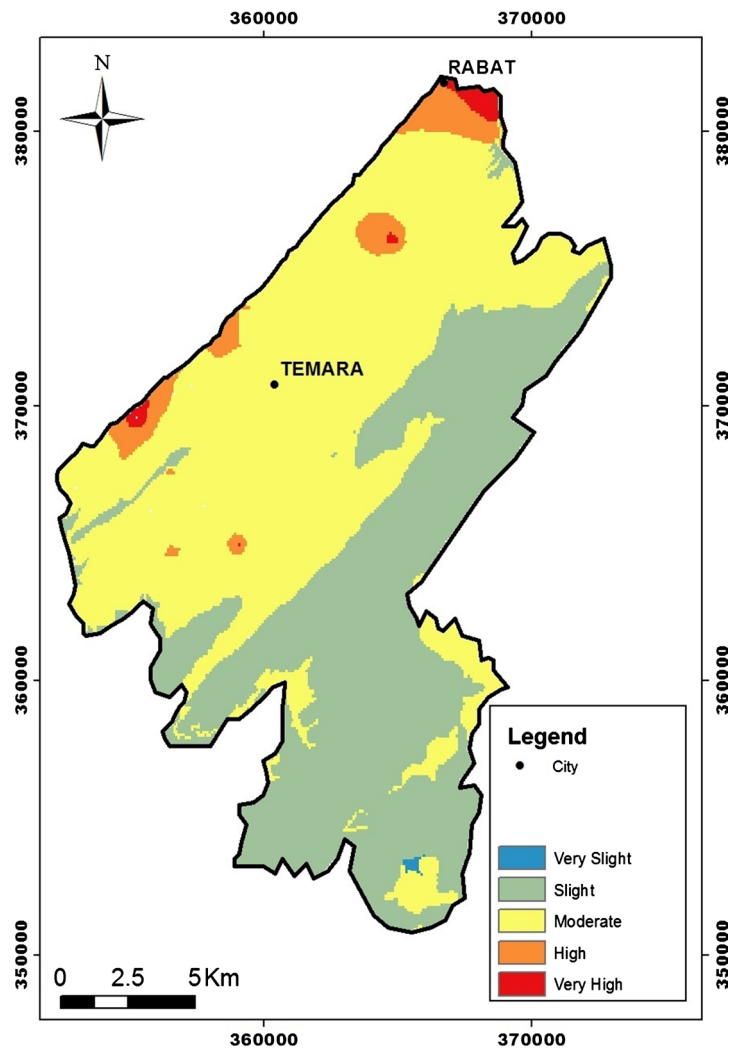 360000 370000
N
RABAT
380000 380000
TEMARA
370000 370000
360000 360000
Legend
City
Very Slight
Slight
Moderate
High
Very High
350000 350000
0 2.5 5 Km
360000 370000